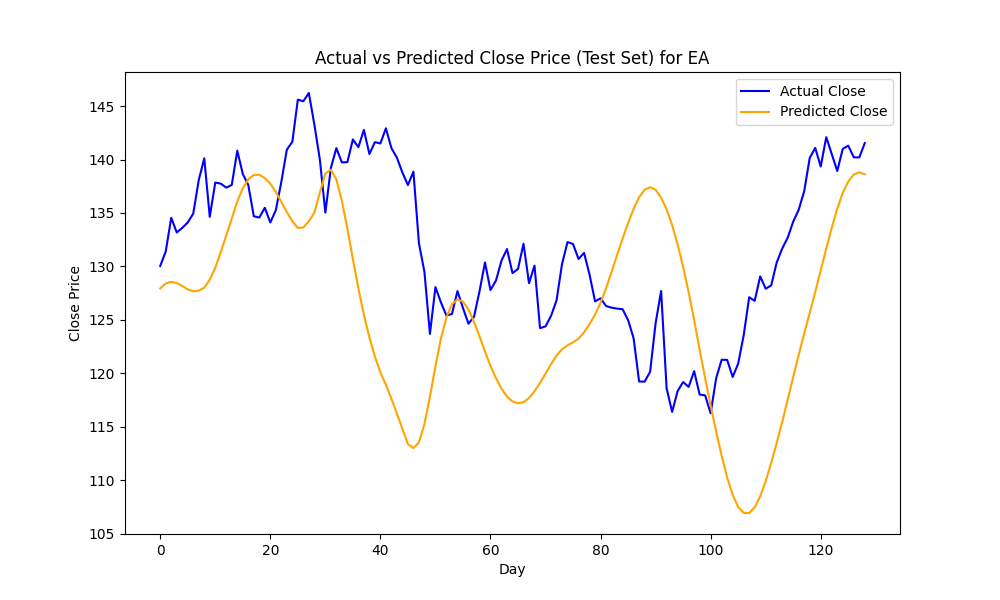 Actual vs Predicted Close Price (Test Set) for EA
Actual Close
Predicted Close
145
140
135
130
125
120
115
110
105
Close Price
0 20 40 60 80 100 120
Day